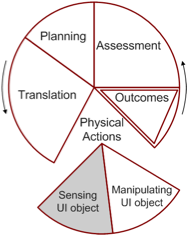 Planning
Assessment
Translation
Outcomes
Physical
Actions
Sensing
UI object
Manipulating
UI object